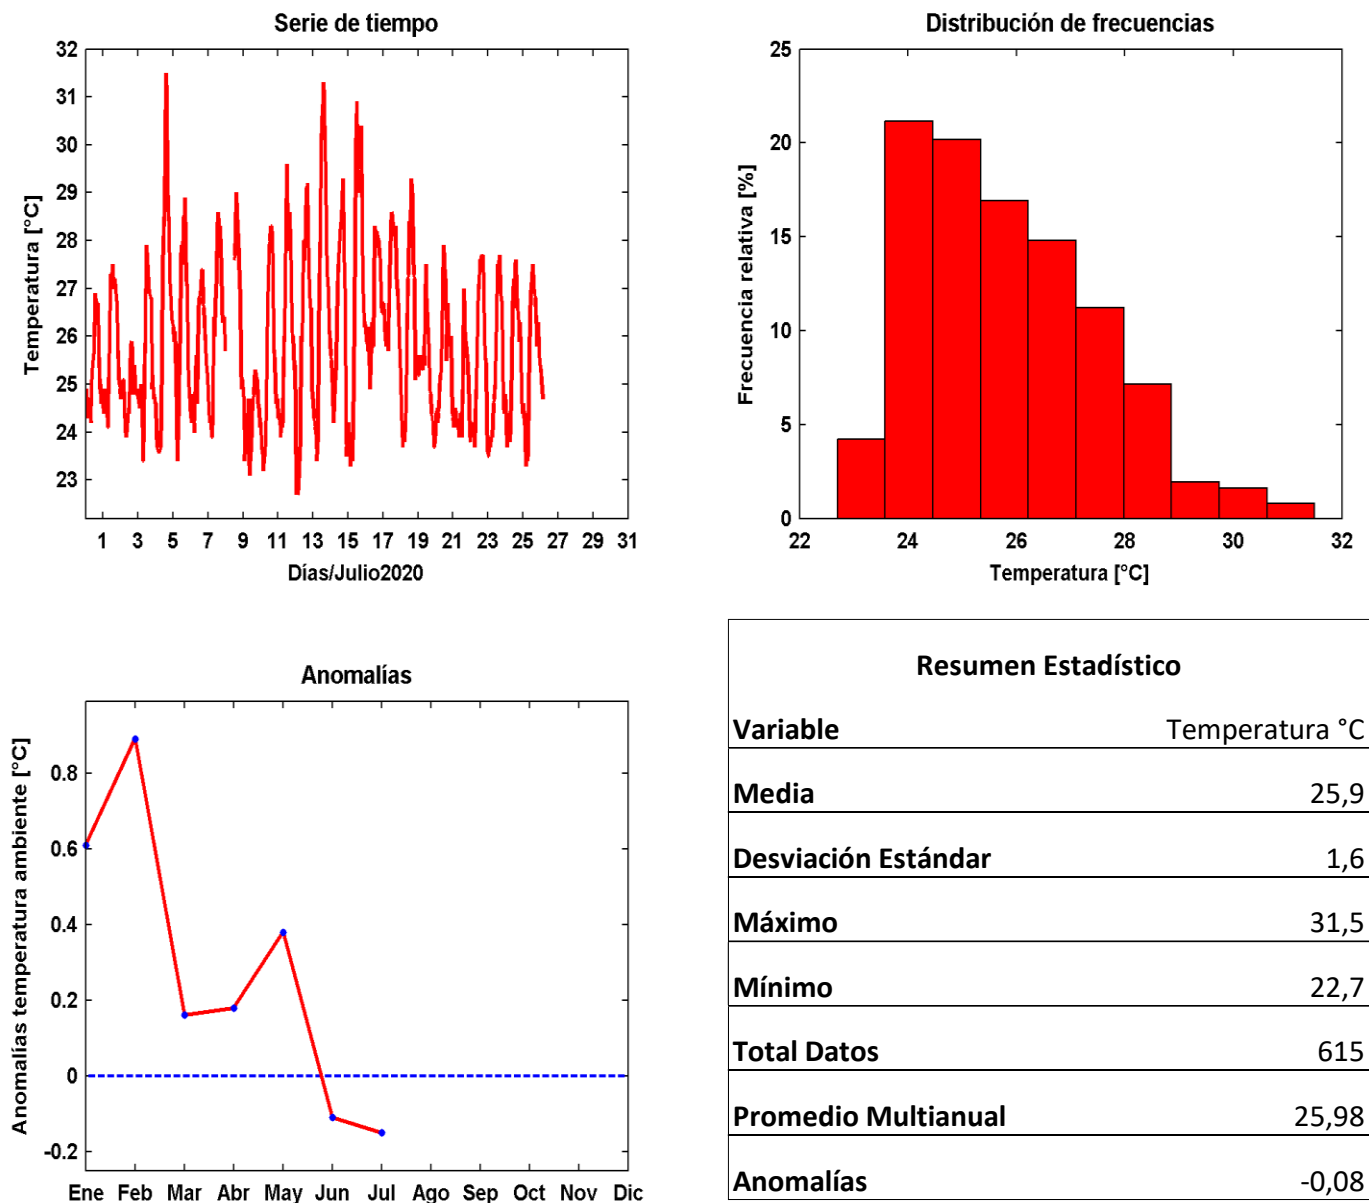 Serie de tiempo
Temperatura [°C]
32
31
30
29
28
27
26
25
24
23
1 3 5 7 9 11 13 15 17 19 21 23 25 27 29 31
Días/Julio2020
Distribución de frecuencias
Frecuencia relativa [%]
25
20
15
10
5
0
22 24 26 28 30 32
Temperatura [°C]
Anomalías
Anomalías temperatura ambiente [°C]
0.8
0.6
0.4
0.2
0
-0.2
Ene Feb Mar Abr May Jun Jul Ago Sep Oct Nov Dic
Resumen Estadístico
Variable Temperatura °C
Media 25,9
Desviación Estándar 1,6
Máximo 31,5
Mínimo 22,7
Total Datos 615
Promedio Multianual 25,98
Anomalías -0,08